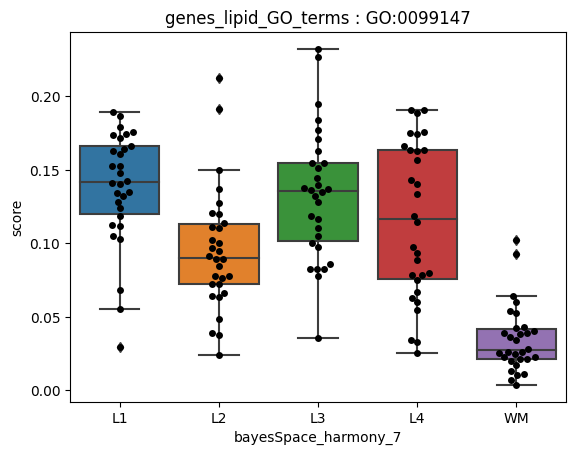 genes_lipid_GO_terms : GO:0099147
score
0.20
0.15
0.10
0.05
0.00
L1 L2 L3 L4 WM
bayesSpace_harmony_7